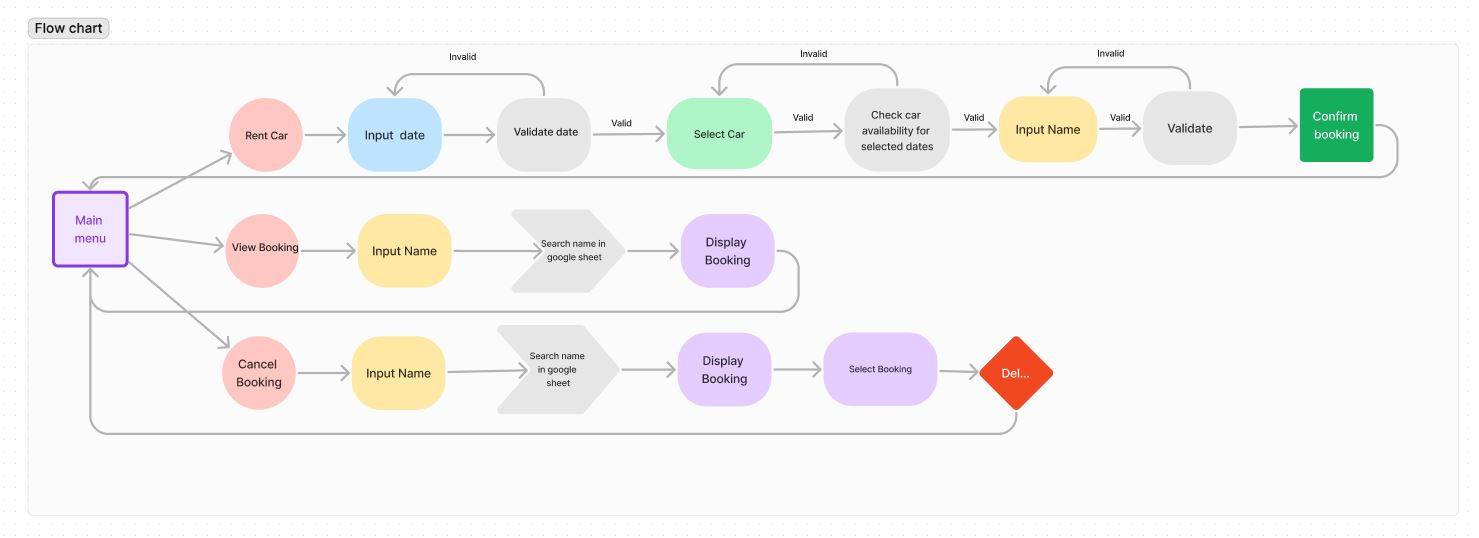 Flow chart
Invalid
Invalid
Invalid
Rent Car
Input date
Validate date
Valid
Select Car
Valid
Check car
availability for
selected dates
Valid
Input Name
Valid
Validate
Confirm
booking
Main
menu
View Booking
Input Name
Search name in
google sheet
Display
Booking
Cancel
Booking
Input Name
Search name
in google
sheet
Display
Booking
Select Booking
Del...